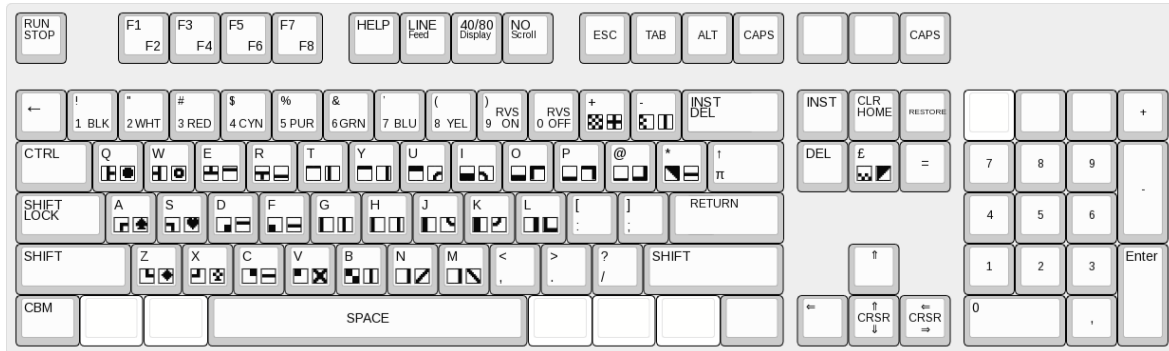 RUN STOP F1 F2 F3 F4 F5 F6 F7 F8 HELP LINE Feed 40/80 Display NO Scroll ESC TAB ALT CAPS CAPS
← ! 1 BLK " 2 WHT # 3 RED $ 4 CYN % 5 PUR & 6 GRN ' 7 BLU ( 8 YEL ) 9 RVS ON 0 RVS OFF + - INST DEL INST CLR HOME RESTORE +
CTRL Q W E R T Y U I O P @ * ↑ π DEL £ = 7 8 9 -
SHIFT LOCK A S D F G H J K L [ : ] ; RETURN 4 5 6
SHIFT Z X C V B N M < , > . ? / SHIFT ⇑ 1 2 3 Enter
CBM SPACE ⇐ ⇑ CRSR ⇓ ⇐ CRSR ⇒ 0 ,